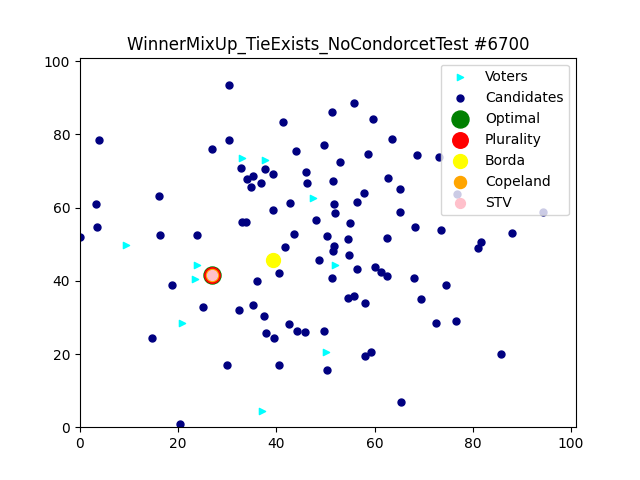 WinnerMixUp_TieExists_NoCondorcetTest #6700
Voters
Candidates
Optimal
Plurality
Borda
Copeland
STV
100
80
60
40
20
0
0 20 40 60 80 100